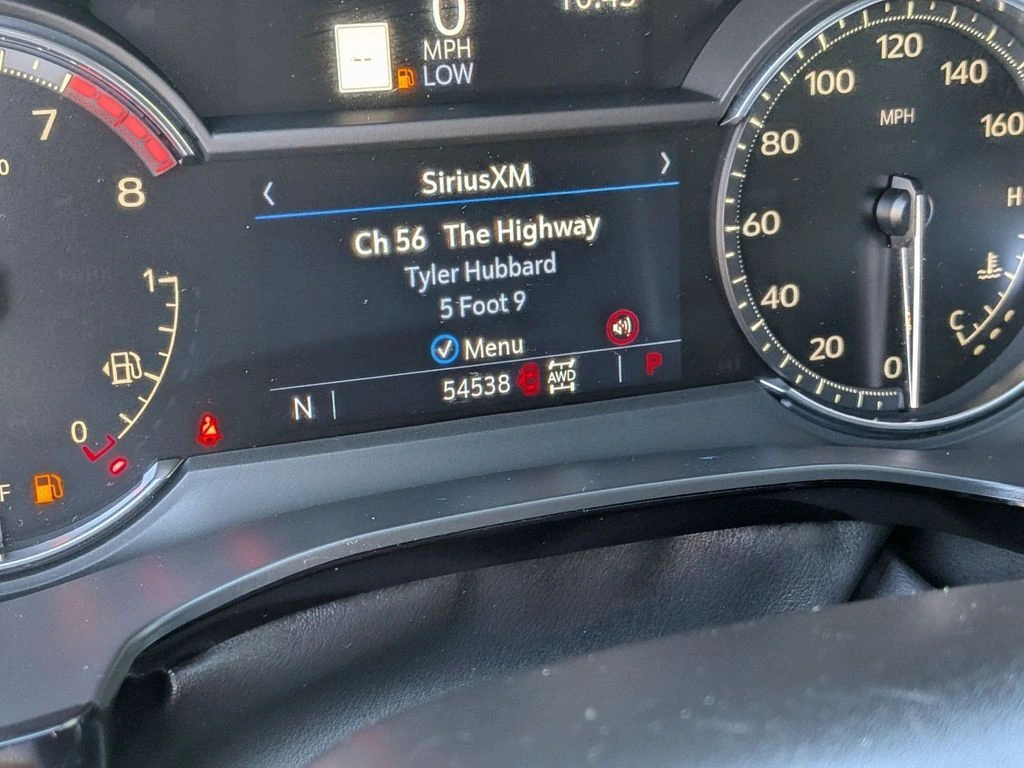 0
MPH
LOW
--
7
8
1
0
SiriusXM
Ch 56 The Highway
Tyler Hubbard
5 Foot 9
Menu
N
54538
AWD
P
0
20
40
60
80
100
120
140
160
MPH
H
C
F